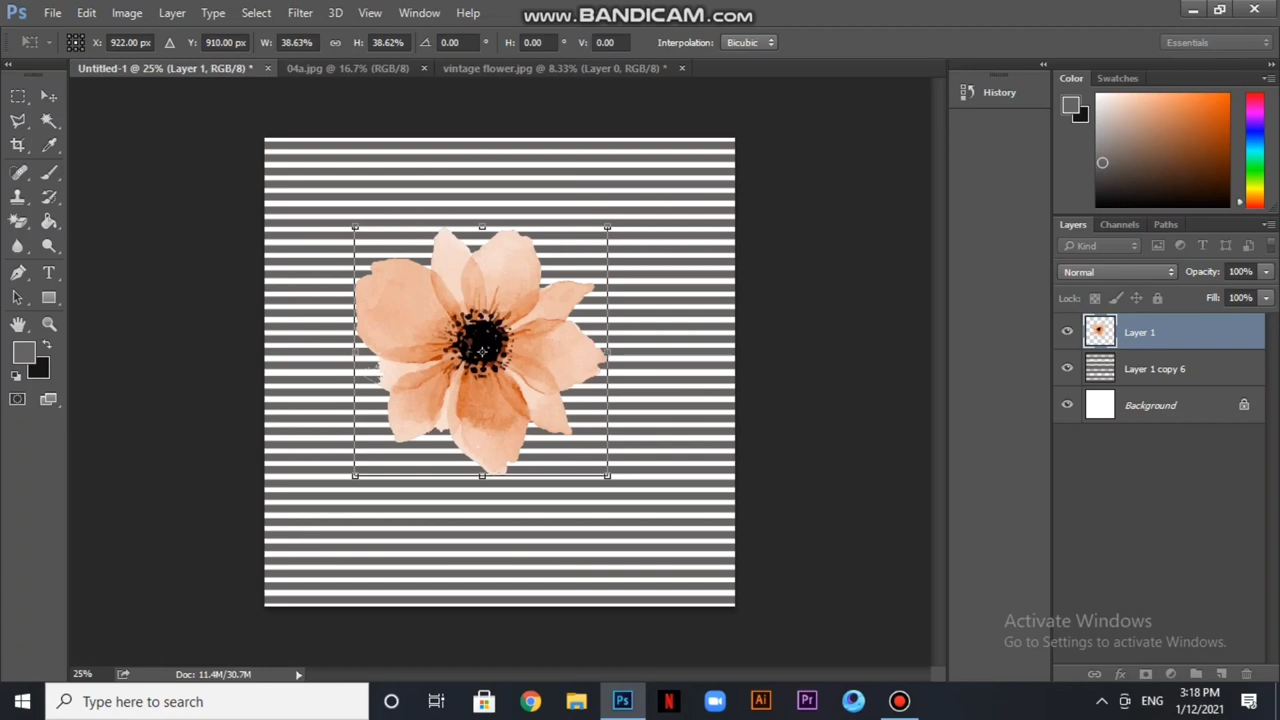 www.BANDICAM.com
Ps File Edit Image Layer Type Select Filter 3D View Window Help
X: 922.00 px Y: 910.00 px W: 38.63% H: 38.62% 0.00 ° H: 0.00 ° V: 0.00 Interpolation: Bicubic Essentials
Untitled-1 @ 25% (Layer 1, RGB/8) * × 04a.jpg @ 16.7% (RGB/8) × vintage flower.jpg @ 8.33% (Layer 0, RGB/8) * ×
History
Color Swatches
Layers Channels Paths
Kind
Normal Opacity: 100%
Lock: Fill: 100%
Layer 1
Layer 1 copy 6
Background
Activate Windows
Go to Settings to activate Windows.
25% Doc: 11.4M/30.7M
Type here to search
N Ps Ai Pr
ENG
3:18 PM
1/12/2021